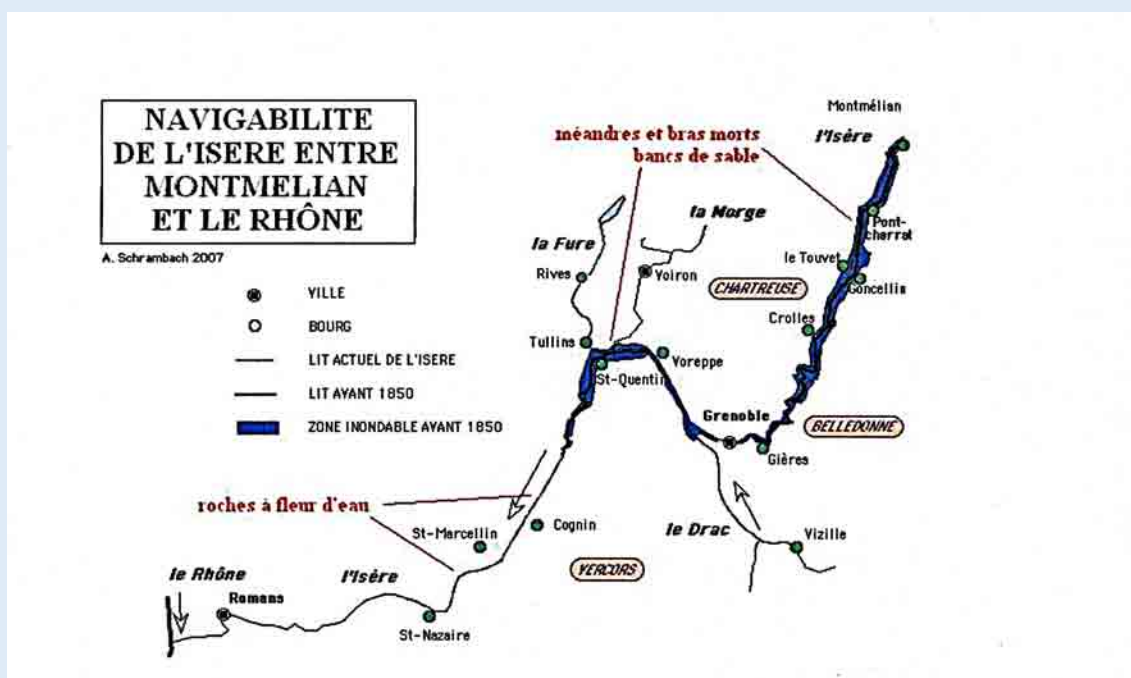 NAVIGABILITE
DE L'ISERE ENTRE
MONTMELIAN
ET LE RHÔNE
A. Schrambach 2007
VILLE
BOURG
LIT ACTUEL DE L'ISERE
LIT AVANT 1850
ZONE INONDABLE AVANT 1850
Montmélian
l'Isère
méandres et bras morts
bancs de sable
la Morge
Pont-
charrat
la Fure
le Touvet
Rives
Voiron
CHARTREUSE
Goncellin
Crolles
Tullins
Voreppe
St-Quentin
Grenoble
BELLEDONNE
Gières
roches à fleur d'eau
Cognin
le Drac
St-Marcellin
Vizille
VERCORS
le Rhône
l'Isère
Romans
St-Nazaire